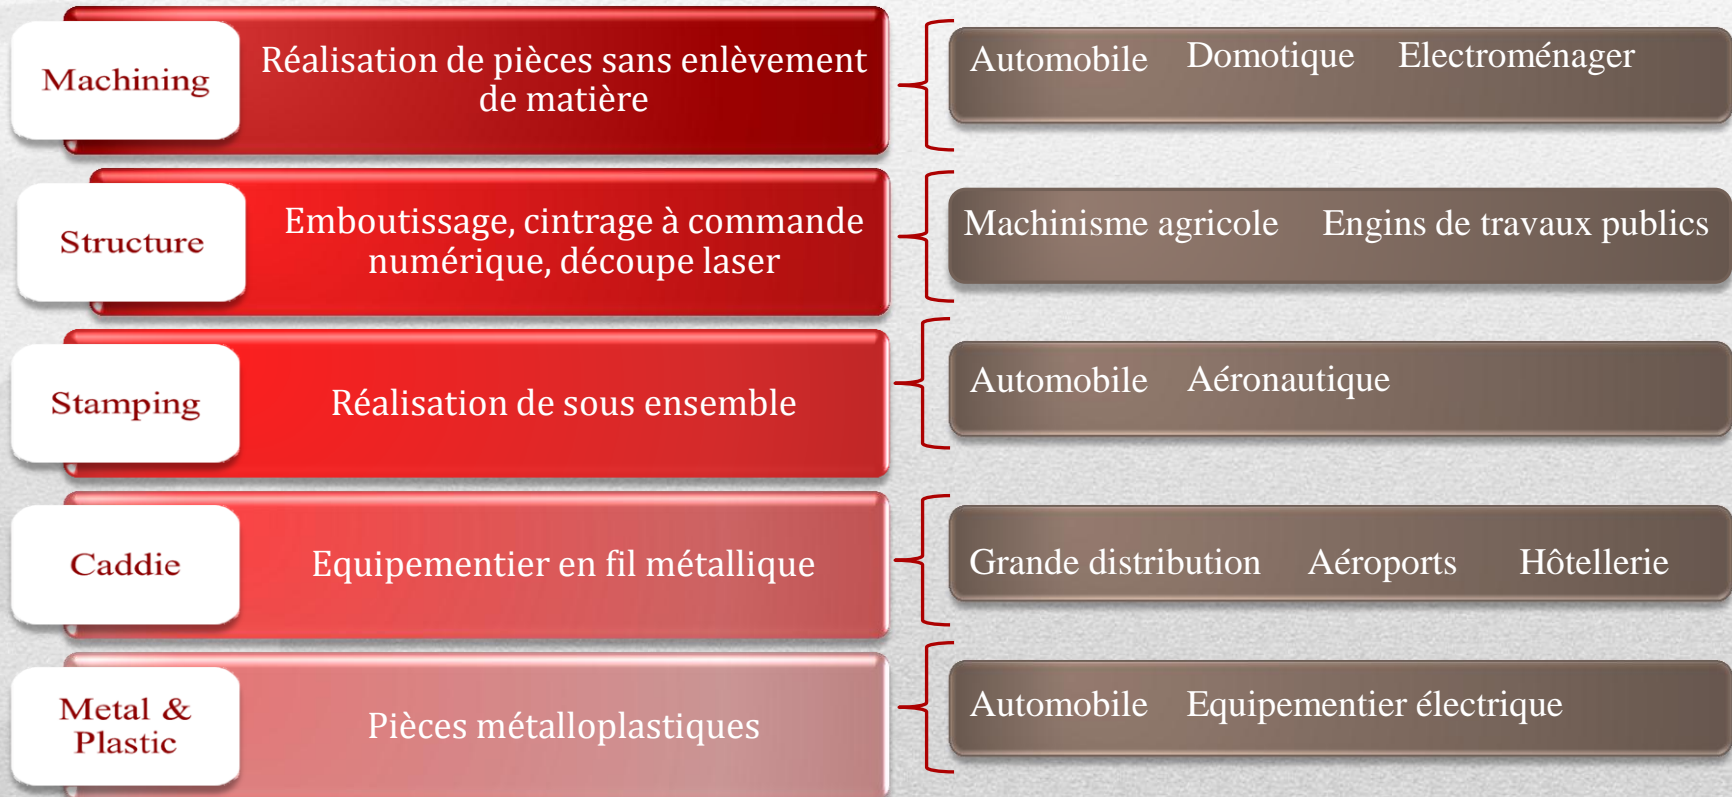 Machining
Réalisation de pièces sans enlèvement
de matière
Automobile Domotique Electroménager
Structure
Emboutissage, cintrage à commande
numérique, découpe laser
Machinisme agricole Engins de travaux publics
Stamping
Réalisation de sous ensemble
Automobile Aéronautique
Caddie
Equipementier en fil métallique
Grande distribution Aéroports Hôtellerie
Metal &
Plastic
Pièces métalloplastiques
Automobile Equipementier électrique